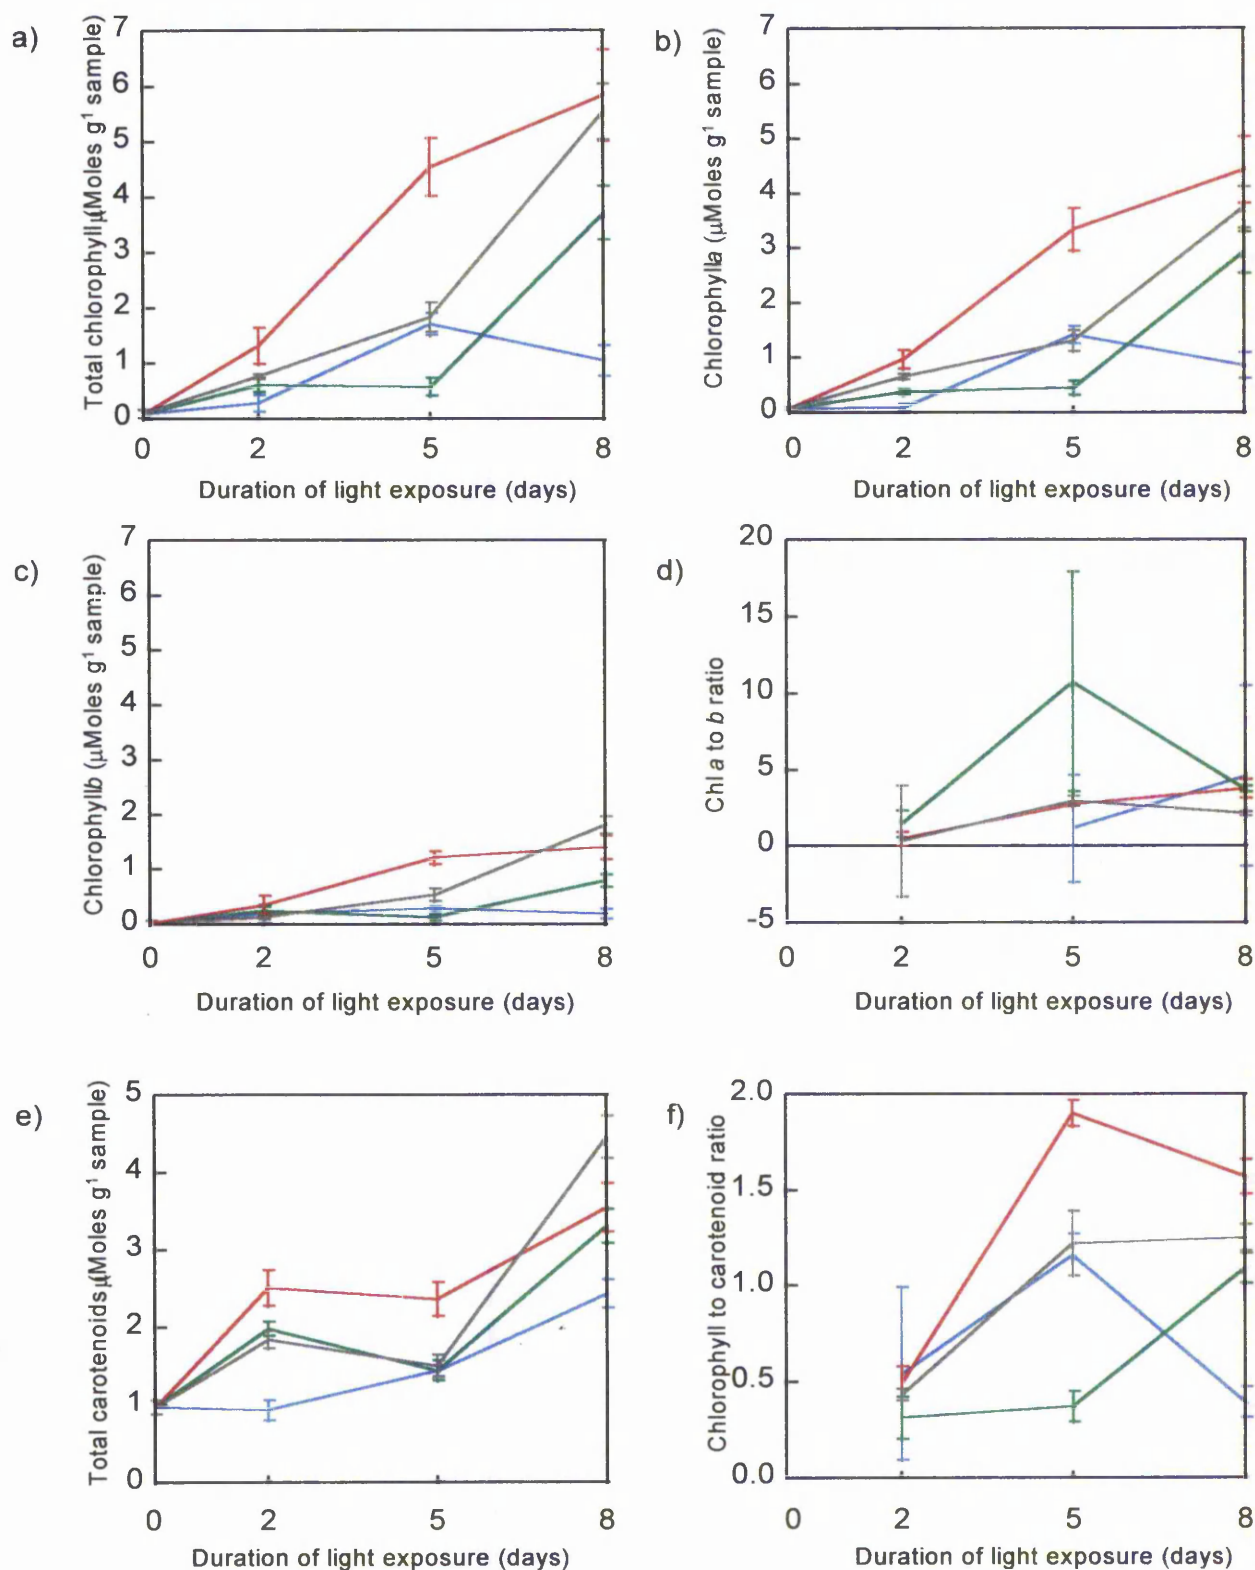 a)
Total chlorophyll (μMoles g¹ sample)
7
6
5
4
3
2
1
0
0 2 5 8
Duration of light exposure (days)
b)
Chlorophylla (μMoles g¹ sample)
7
6
5
4
3
2
1
0
0 2 5 8
Duration of light exposure (days)
c)
Chlorophyllb (μMoles g¹ sample)
7
6
5
4
3
2
1
0
0 2 5 8
Duration of light exposure (days)
d)
Chl a to b ratio
20
15
10
5
0
-5
0 2 5 8
Duration of light exposure (days)
e)
Total carotenoids (μMoles g¹ sample)
5
4
3
2
1
0
0 2 5 8
Duration of light exposure (days)
f)
Chlorophyll to carotenoid ratio
2.0
1.5
1.0
0.5
0.0
0 2 5 8
Duration of light exposure (days)